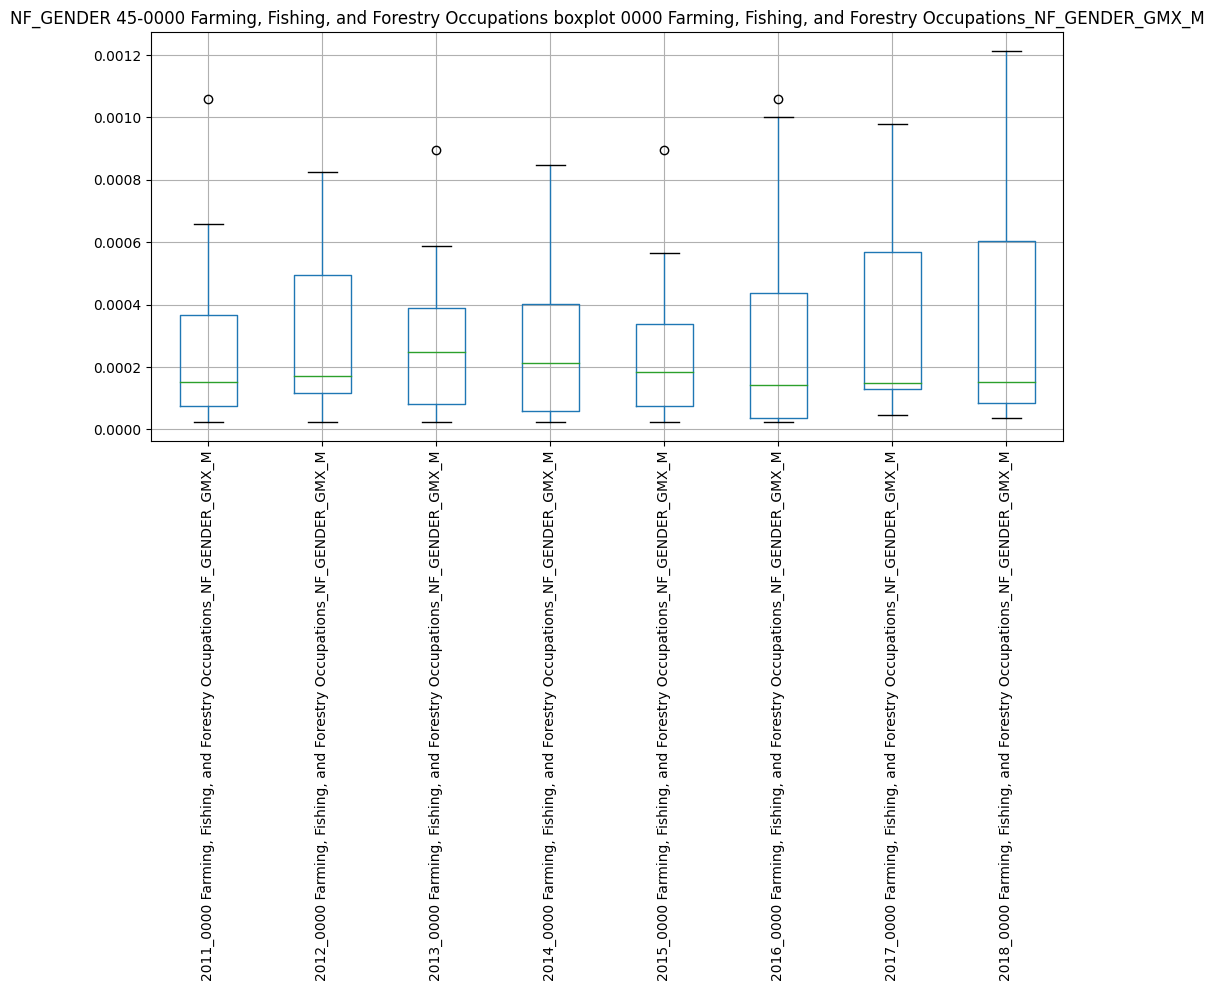 NF_GENDER 45-0000 Farming, Fishing, and Forestry Occupations boxplot 0000 Farming, Fishing, and Forestry Occupations_NF_GENDER_GMX_M
0.0012
0.0010
0.0008
0.0006
0.0004
0.0002
0.0000
2011_0000 Farming, Fishing, and Forestry Occupations_NF_GENDER_GMX_M
2012_0000 Farming, Fishing, and Forestry Occupations_NF_GENDER_GMX_M
2013_0000 Farming, Fishing, and Forestry Occupations_NF_GENDER_GMX_M
2014_0000 Farming, Fishing, and Forestry Occupations_NF_GENDER_GMX_M
2015_0000 Farming, Fishing, and Forestry Occupations_NF_GENDER_GMX_M
2016_0000 Farming, Fishing, and Forestry Occupations_NF_GENDER_GMX_M
2017_0000 Farming, Fishing, and Forestry Occupations_NF_GENDER_GMX_M
2018_0000 Farming, Fishing, and Forestry Occupations_NF_GENDER_GMX_M